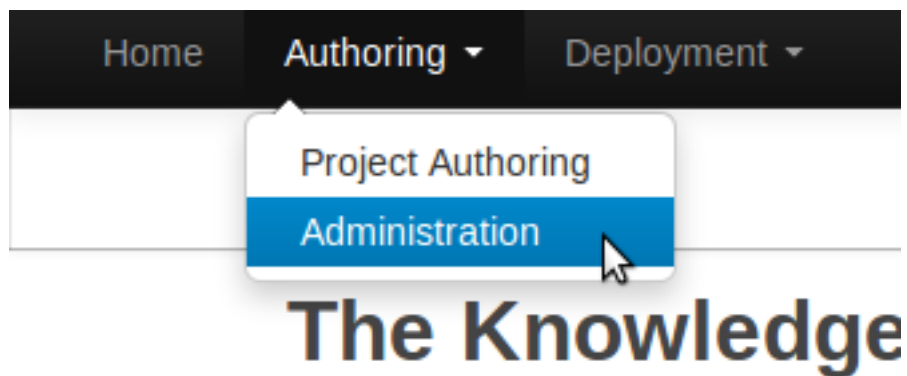 Home Authoring Deployment
Project Authoring
Administration
The Knowledge